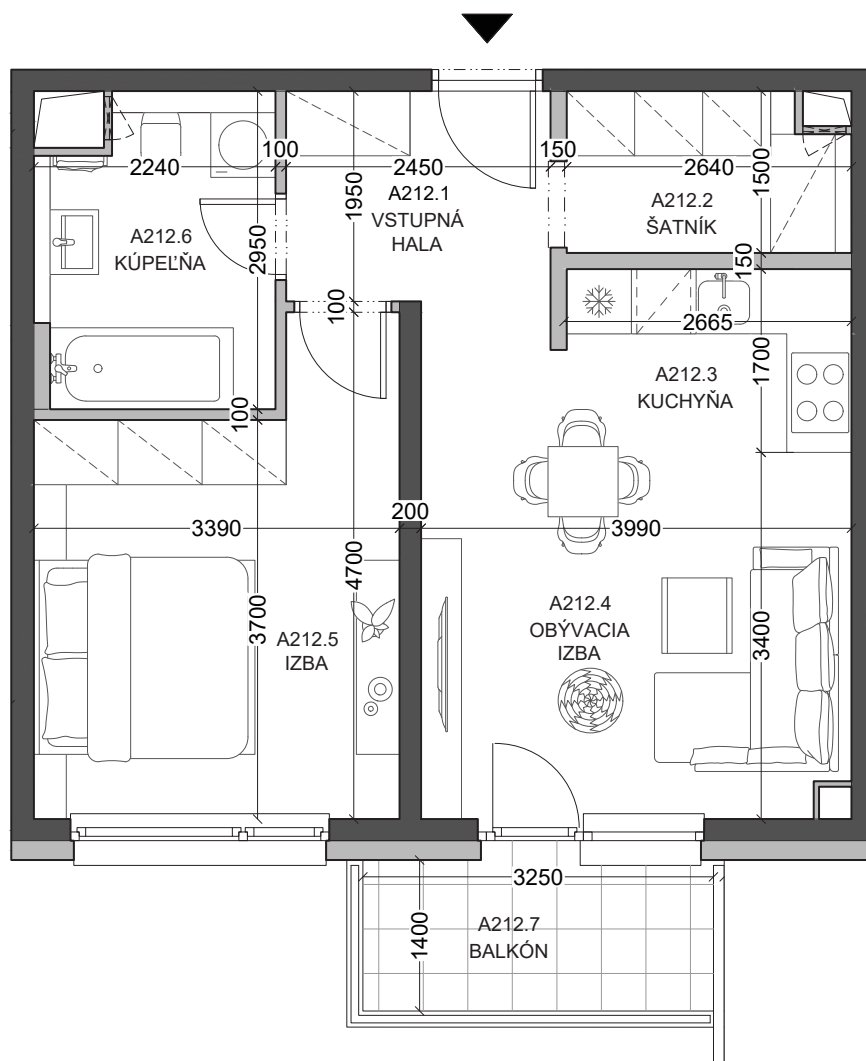 2240
100
2450
150
2640
A212.1
VSTUPNÁ
HALA
1950
1500
A212.2
ŠATNÍK
A212.6
KÚPEĽŇA
2950
150
100
2665
A212.3
KUCHYŇA
1700
100
3390
200
3990
4700
3700
A212.5
IZBA
A212.4
OBÝVACIA
IZBA
3400
3250
1400
A212.7
BALKÓN